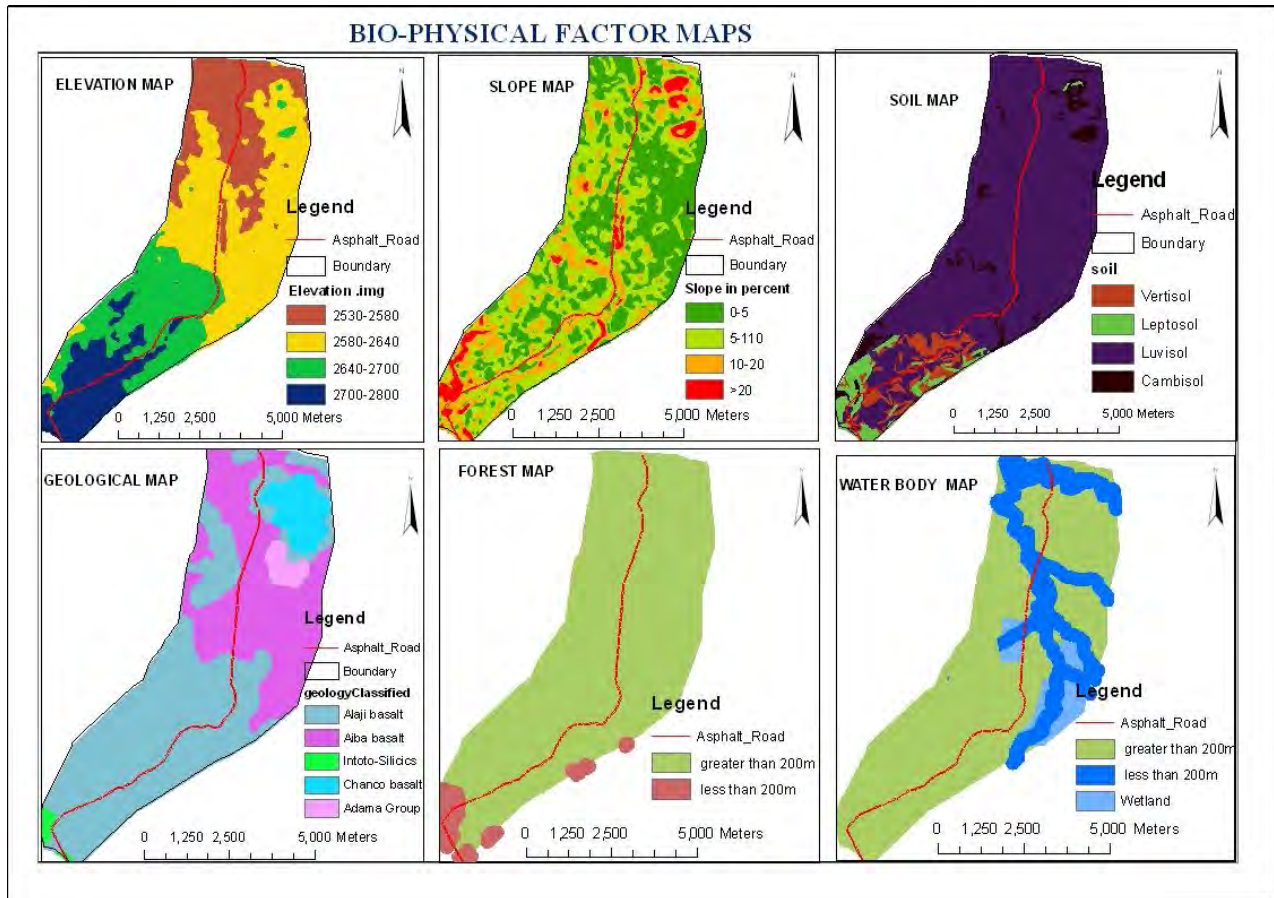 BIO-PHYSICAL FACTOR MAPS
ELEVATION MAP
N
Legend
Asphalt_Road
Boundary
Elevation .img
2530-2580
2580-2640
2640-2700
2700-2800
0 1,250 2,500 5,000 Meters
SLOPE MAP
N
Legend
Asphalt_Road
Boundary
Slope in percent
0-5
5-110
10-20
>20
0 1,250 2,500 5,000 Meters
SOIL MAP
N
Legend
Asphalt_Road
Boundary
soil
Vertisol
Leptosol
Luvisol
Cambisol
0 1,250 2,500 5,000 Meters
GEOLOGICAL MAP
N
Legend
Asphalt_Road
Boundary
geologyClassified
Alaji basalt
Aiba basalt
Intoto-Silicics
Chanco basalt
Adama Group
0 1,250 2,500 5,000 Meters
FOREST MAP
N
Legend
Asphalt_Road
greater than 200m
less than 200m
0 1,250 2,500 5,000 Meters
WATER BODY MAP
N
Legend
Asphalt_Road
greater than 200m
less than 200m
Wetland
0 1,250 2,500 5,000 Meters